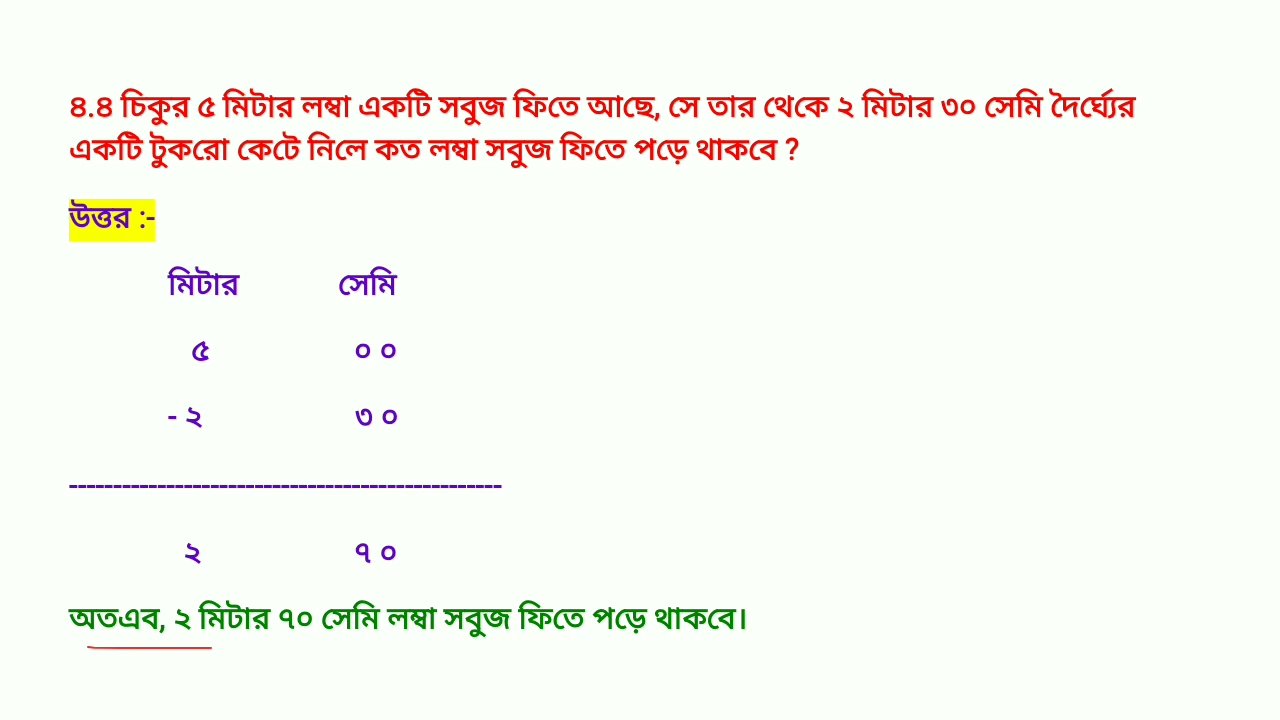 ৪.৪ চিকুর ৫ মিটার লম্বা একটি সবুজ ফিতে আছে, সে তার থেকে ২ মিটার ৩০ সেমি দৈর্ঘ্যের
একটি টুকরো কেটে নিলে কত লম্বা সবুজ ফিতে পড়ে থাকবে ?
উত্তর :-
মিটার সেমি
৫ ০ ০
- ২ ৩ ০
-------------------------------------------------
২ ৭ ০
অতএব, ২ মিটার ৭০ সেমি লম্বা সবুজ ফিতে পড়ে থাকবে।